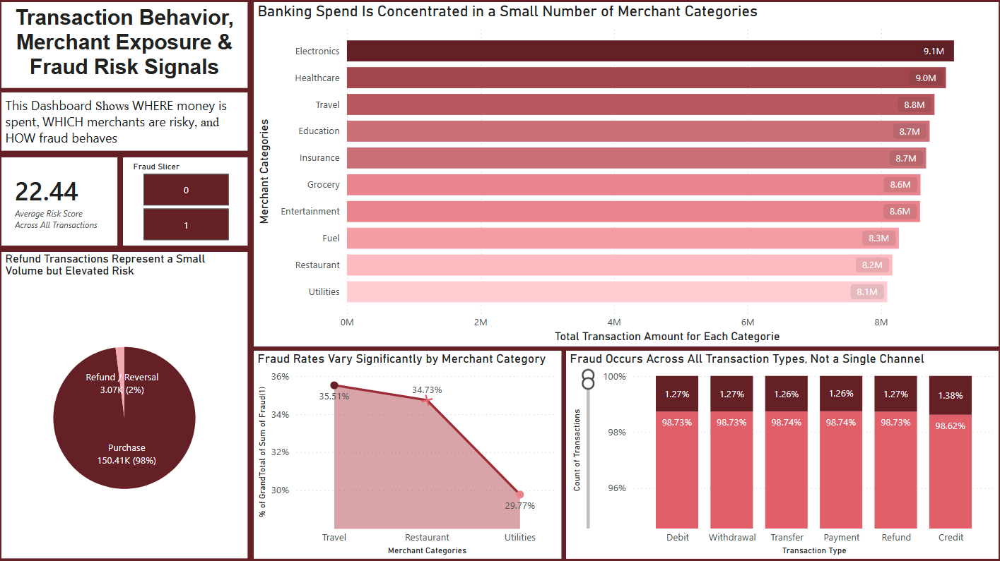 Transaction Behavior,
Merchant Exposure &
Fraud Risk Signals
This Dashboard Shows WHERE money is
spent, WHICH merchants are risky, and
HOW fraud behaves
22.44
Average Risk Score
Across All Transactions
Fraud Slicer
0
1
Refund Transactions Represent a Small
Volume but Elevated Risk
Refund / Reversal
3.07K (2%)
Purchase
150.41K (98%)
Banking Spend Is Concentrated in a Small Number of Merchant Categories
Merchant Categories
Electronics 9.1M
Healthcare 9.0M
Travel 8.8M
Education 8.7M
Insurance 8.7M
Grocery 8.6M
Entertainment 8.6M
Fuel 8.3M
Restaurant 8.2M
Utilities 8.1M
0M 2M 4M 6M 8M
Total Transaction Amount for Each Categorie
Fraud Rates Vary Significantly by Merchant Category
% of GrandTotal of Sum of Fraud(1)
36%
34%
32%
30%
35.51%
34.73%
29.77%
Travel Restaurant Utilities
Merchant Categories
Fraud Occurs Across All Transaction Types, Not a Single Channel
Count of Transactions
100%
98%
96%
1.27% 1.27% 1.26% 1.26% 1.27% 1.38%
98.73% 98.73% 98.74% 98.74% 98.73% 98.62%
Debit Withdrawal Transfer Payment Refund Credit
Transaction Type